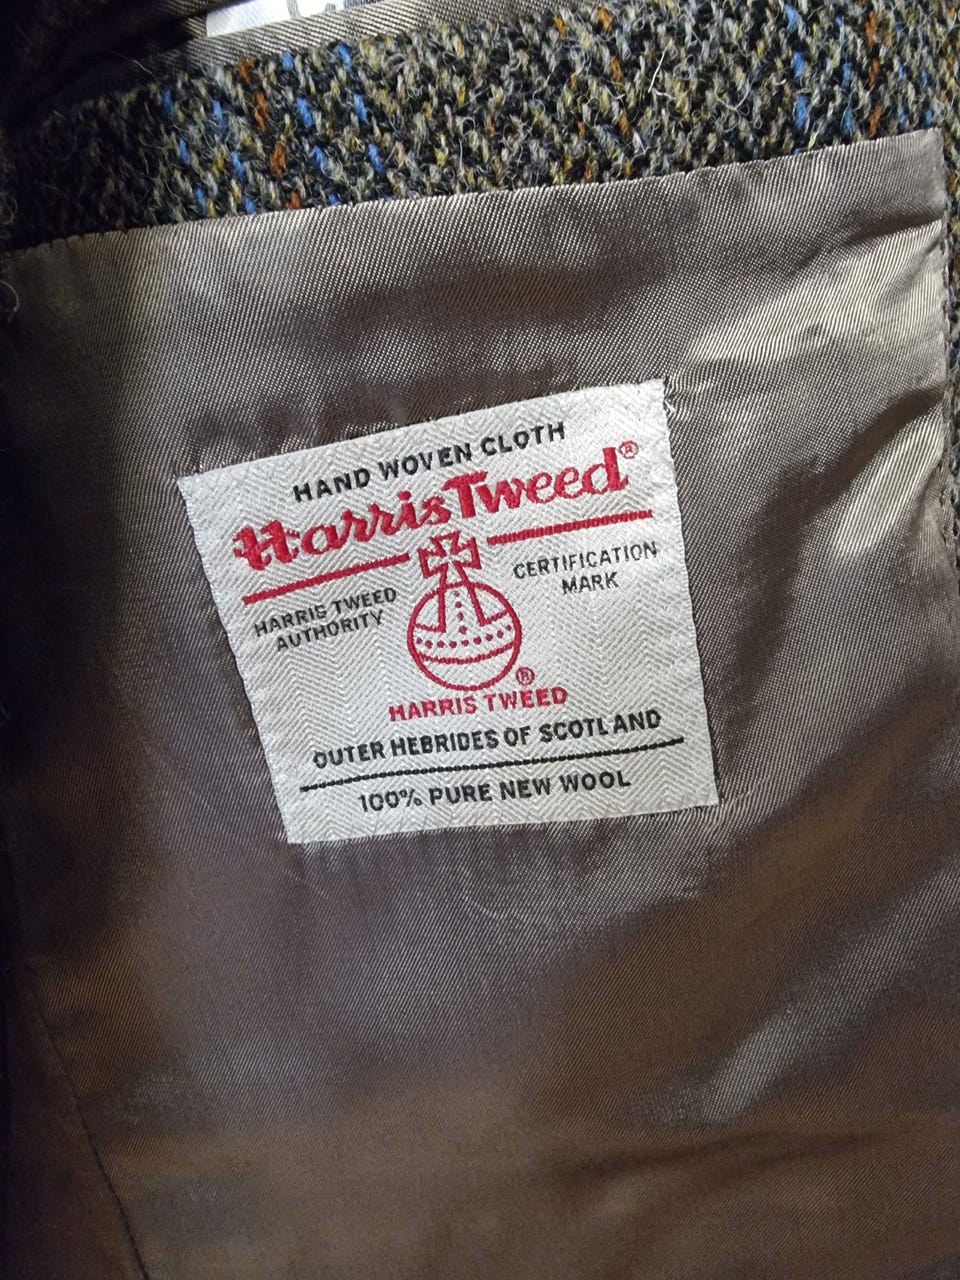 HAND WOVEN CLOTH
Harris Tweed®
HARRIS TWEED
AUTHORITY
CERTIFICATION
MARK
®
HARRIS TWEED
OUTER HEBRIDES OF SCOTLAND
100% PURE NEW WOOL